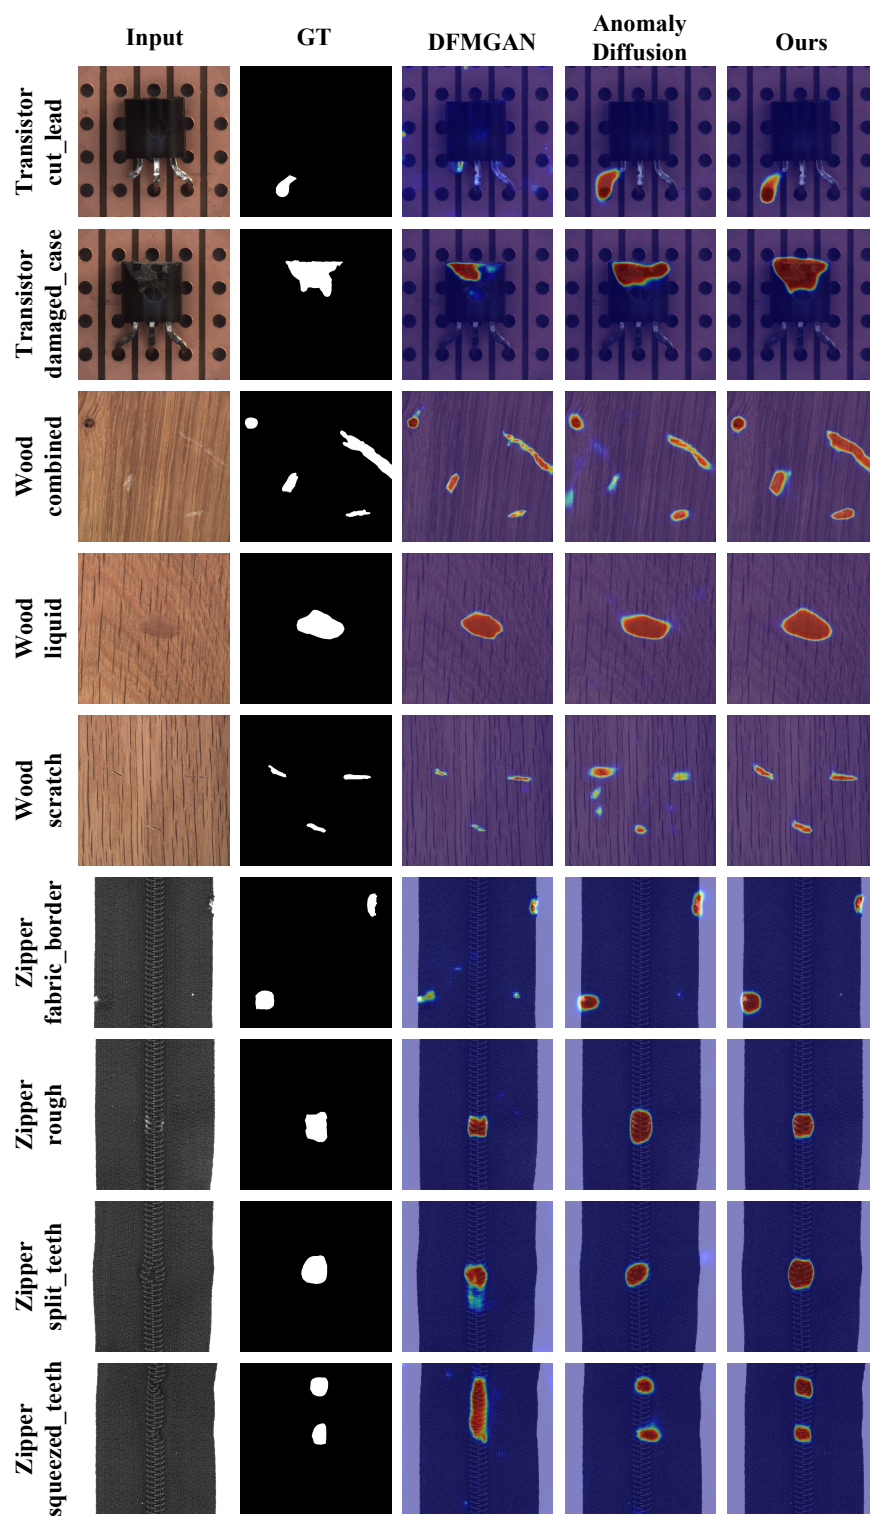 Input
GT
DFMGAN
Anomaly
Diffusion
Ours
Transistor
cut_lead
Transistor
damaged_case
Wood
combined
Wood
liquid
Wood
scratch
Zipper
fabric_border
Zipper
rough
Zipper
split_teeth
Zipper
squeezed_teeth